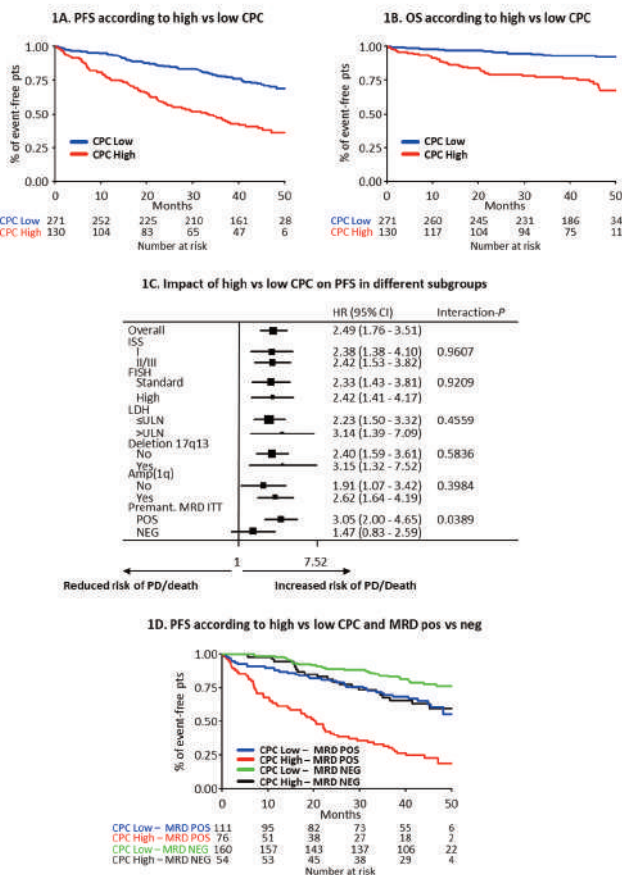 1A. PFS according to high vs low CPC
1.00
0.75
0.50
0.25
0.00
% of event-free pts
CPC Low
CPC High
0 10 20 30 40 50
Months
CPC Low 271 252 225 210 161 28
CPC High 130 104 83 65 47 6
Number at risk
1B. OS according to high vs low CPC
1.00
0.75
0.50
0.25
0.00
% of event-free pts
CPC Low
CPC High
0 10 20 30 40 50
Months
CPC Low 271 260 245 231 186 34
CPC High 130 117 104 94 75 11
Number at risk
1C. Impact of high vs low CPC on PFS in different subgroups
HR (95% CI) Interaction-P
Overall 2.49 (1.76 - 3.51)
ISS
I 2.38 (1.38 - 4.10) 0.9607
II/III 2.42 (1.53 - 3.82)
FISH
Standard 2.33 (1.43 - 3.81) 0.9209
High 2.42 (1.41 - 4.17)
LDH
≤ULN 2.23 (1.50 - 3.32) 0.4559
>ULN 3.14 (1.39 - 7.09)
Deletion 17q13
No 2.40 (1.59 - 3.61) 0.5836
Yes 3.15 (1.32 - 7.52)
Amp(1q)
No 1.91 (1.07 - 3.42) 0.3984
Yes 2.62 (1.64 - 4.19)
Premant. MRD ITT
POS 3.05 (2.00 - 4.65) 0.0389
NEG 1.47 (0.83 - 2.59)
1 7.52
Reduced risk of PD/death Increased risk of PD/Death
1D. PFS according to high vs low CPC and MRD pos vs neg
1.00
0.75
0.50
0.25
0.00
% of event-free pts
CPC Low – MRD POS
CPC High – MRD POS
CPC Low – MRD NEG
CPC High – MRD NEG
0 10 20 30 40 50
Months
CPC Low – MRD POS 111 95 82 73 55 6
CPC High – MRD POS 76 51 38 27 18 2
CPC Low – MRD NEG 160 157 143 137 106 22
CPC High – MRD NEG 54 53 45 38 29 4
Number at risk